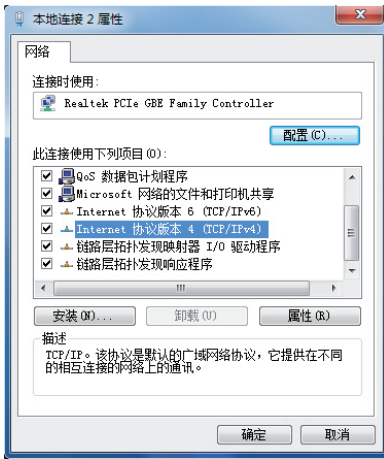 本地连接 2 属性
网络
连接时使用:
Realtek PCIe GBE Family Controller
配置(C)...
此连接使用下列项目(O):
QoS 数据包计划程序
Microsoft 网络的文件和打印机共享
Internet 协议版本 6 (TCP/IPv6)
Internet 协议版本 4 (TCP/IPv4)
链路层拓扑发现映射器 I/O 驱动程序
链路层拓扑发现响应程序
安装(N)...
卸载(U)
属性(R)
描述
TCP/IP。该协议是默认的广域网络协议，它提供在不同
的相互连接的网络上的通讯。
确定
取消